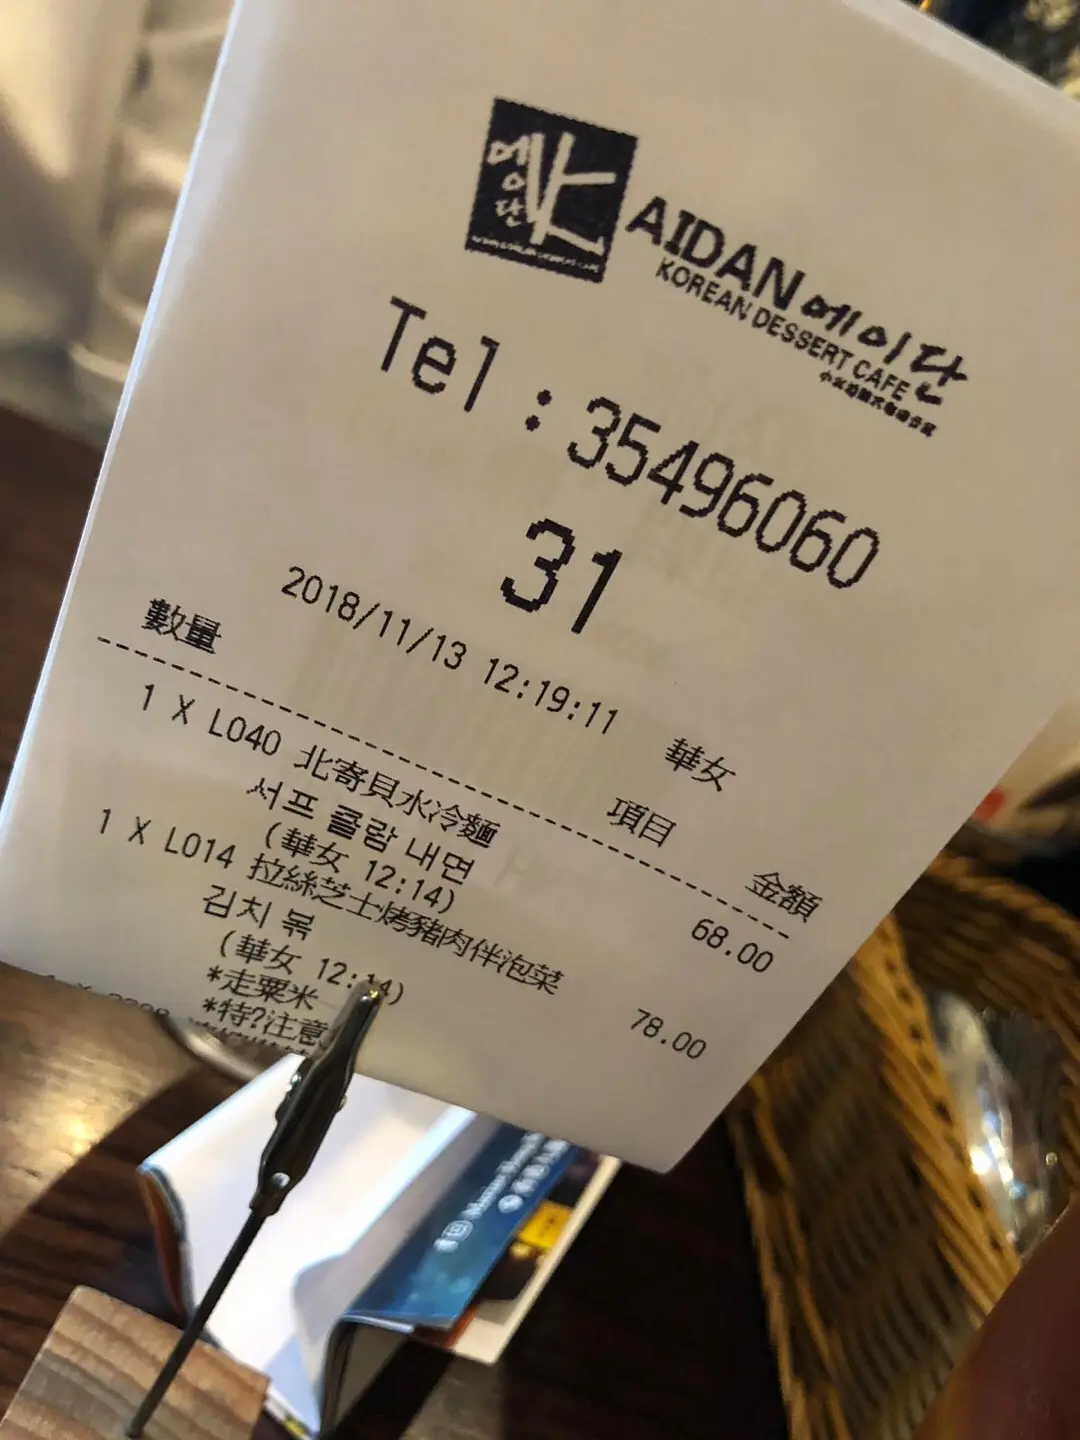 에이단
AIDAN 에이단
KOREAN DESSERT CAFE
Tel : 35496060
31
2018/11/13 12:19:11 華女
數量 項目 金額
1 X L040 北寄貝水冷麵 68.00
서프 클람 내면
(華女 12:14)
1 X L014 拉絲芝士烤豬肉伴泡菜 78.00
김치 볶
(華女 12:14)
*走粟米
*特?注意